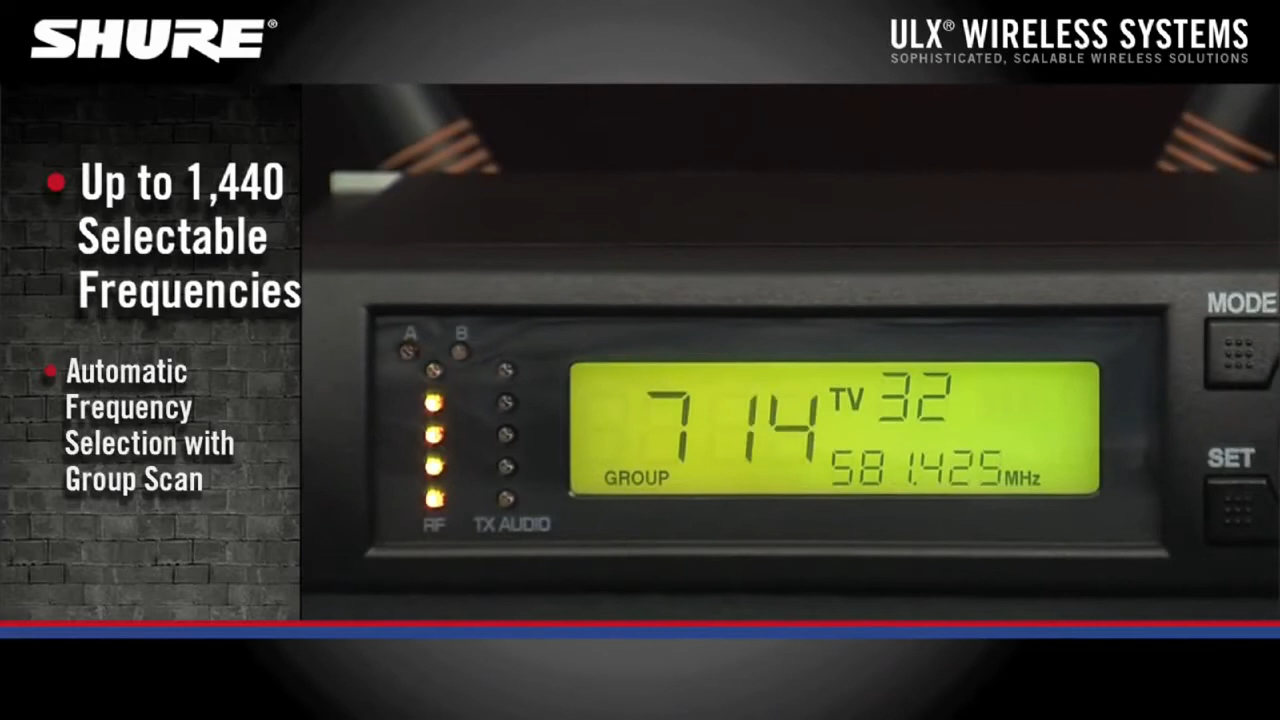 SHURE®
ULX® WIRELESS SYSTEMS
SOPHISTICATED, SCALABLE WIRELESS SOLUTIONS
• Up to 1,440
Selectable
Frequencies
• Automatic
Frequency
Selection with
Group Scan
A B
RF TX AUDIO
7 14 TV 32
GROUP 581.425 MHz
MODE
SET